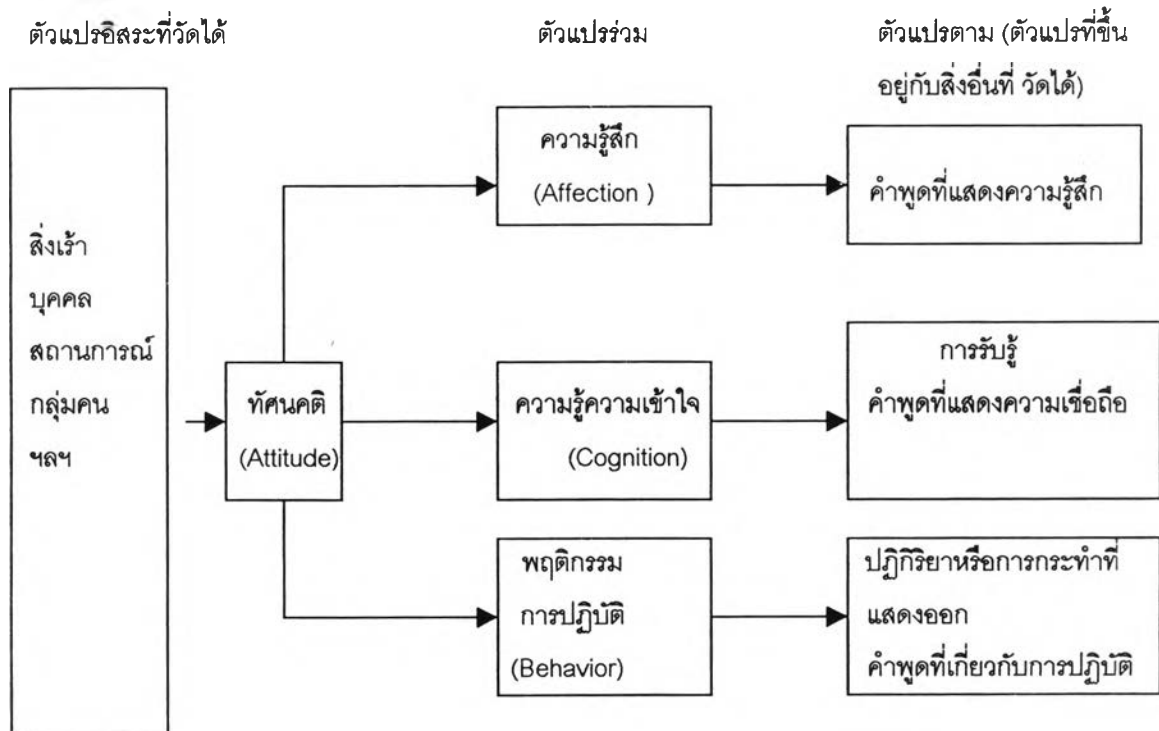 ตัวแปรอิสระที่วัดได้
ตัวแปรร่วม
ตัวแปรตาม (ตัวแปรที่ขึ้น
อยู่กับสิ่งอื่นที่ วัดได้)
สิ่งเร้า
บุคคล
สถานการณ์
กลุ่มคน
ฯลฯ
ทัศนคติ
(Attitude)
ความรู้สึก
(Affection )
คำพูดที่แสดงความรู้สึก
ความรู้ความเข้าใจ
(Cognition)
การรับรู้
คำพูดที่แสดงความเชื่อถือ
พฤติกรรม
การปฏิบัติ
(Behavior)
ปฏิกิริยาหรือการกระทำที่
แสดงออก
คำพูดที่เกี่ยวกับการปฏิบัติ